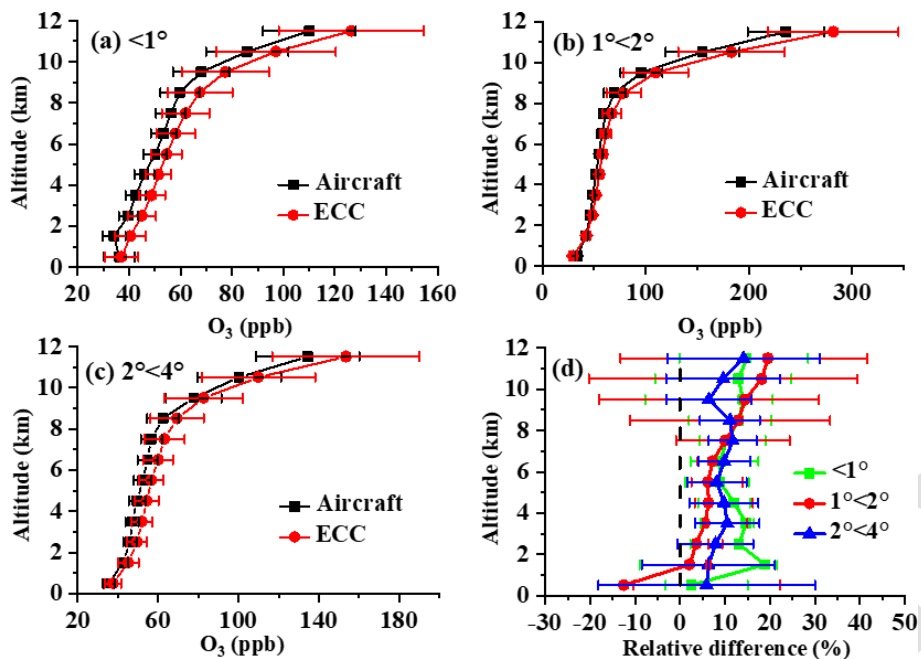 12
10
8
6
4
2
0
Altitude (km)
(a) <1°
Aircraft
ECC
20 40 60 80 100 120 140 160
O3 (ppb)
12
10
8
6
4
2
0
Altitude (km)
(b) 1°<2°
Aircraft
ECC
0 100 200 300
O3 (ppb)
12
10
8
6
4
2
0
Altitude (km)
(c) 2°<4°
Aircraft
ECC
20 60 100 140 180
O3 (ppb)
12
10
8
6
4
2
0
Altitude (km)
(d)
<1°
1°<2°
2°<4°
-30 -20 -10 0 10 20 30 40 50
Relative difference (%)